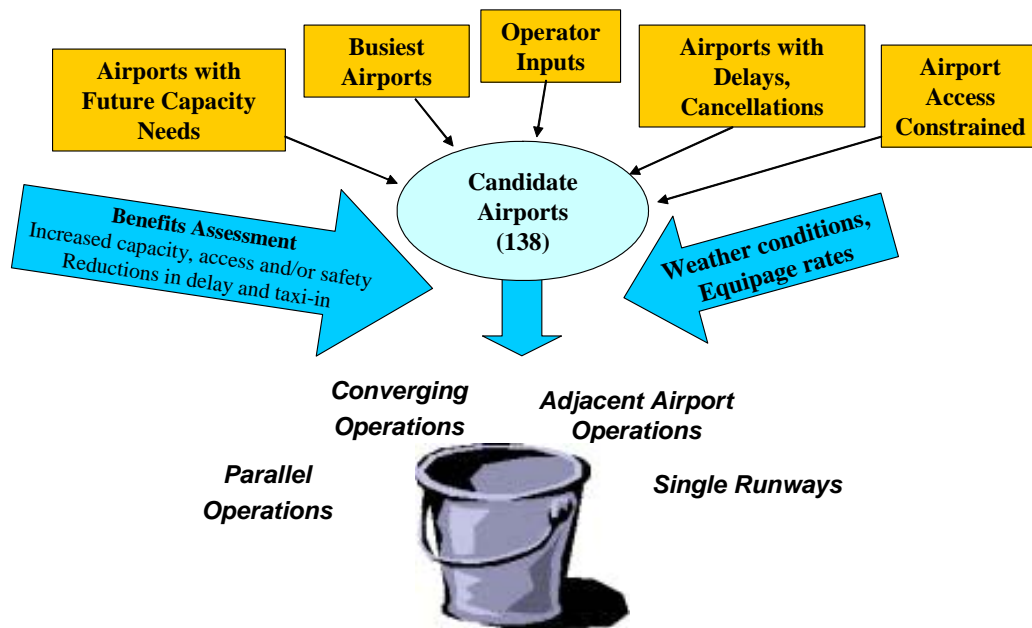 Airports with
Future Capacity
Needs
Busiest
Airports
Operator
Inputs
Airports with
Delays,
Cancellations
Airport
Access
Constrained
Candidate
Airports
(138)
Benefits Assessment
Increased capacity, access and/or safety
Reductions in delay and taxi-in
Weather conditions,
Equipage rates
Converging
Operations
Adjacent Airport
Operations
Parallel
Operations
Single Runways